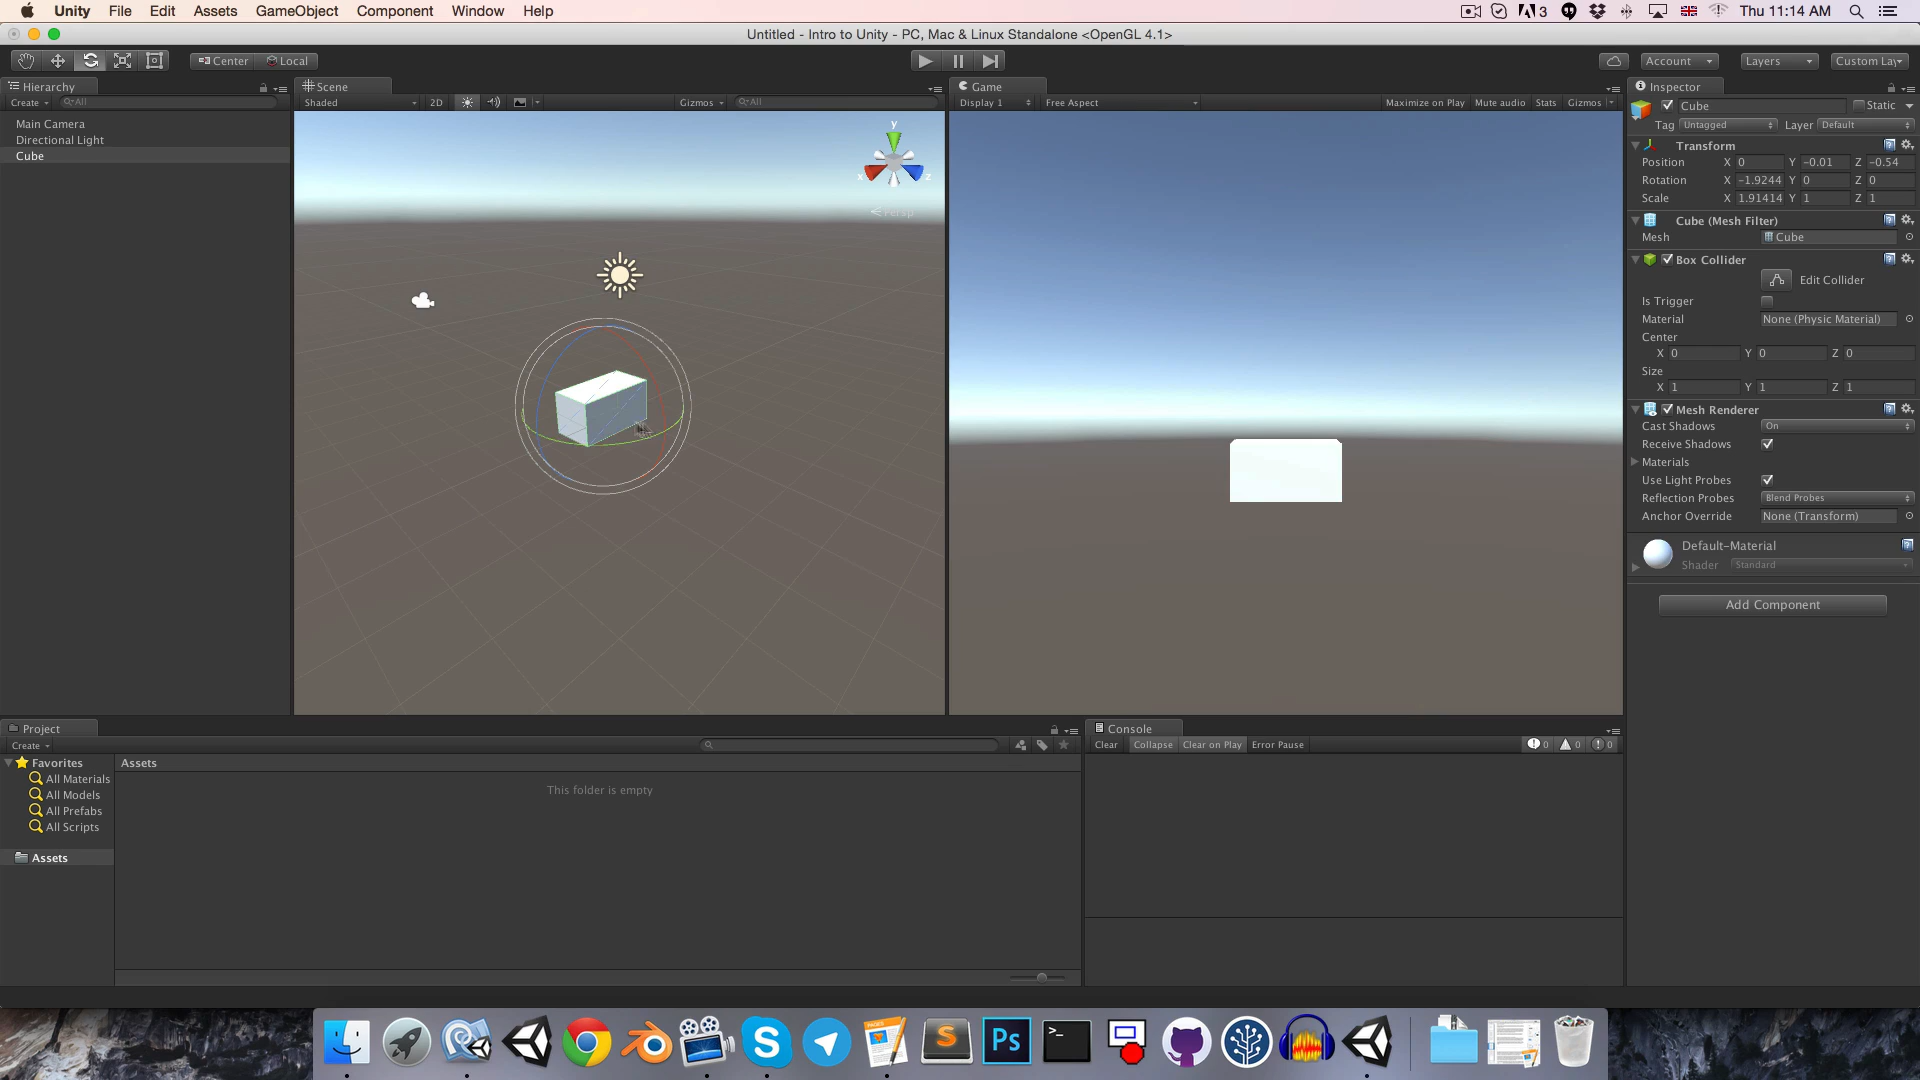 Unity File Edit Assets GameObject Component Window Help 3 Thu 11:14 AM
Untitled - Intro to Unity - PC, Mac & Linux Standalone <OpenGL 4.1>
Center Local Account Layers Custom Lay
Hierarchy Scene Game Inspector
Create All Shaded 2D Gizmos All Display 1 Free Aspect Maximize on Play Mute audio Stats Gizmos
Cube Static
Main Camera
Directional Light
Cube
Tag Untagged Layer Default
y
x
z
Persp
Transform
Position X 0 Y -0.01 Z -0.54
Rotation X -1.9244 Y 0 Z 0
Scale X 1.91414 Y 1 Z 1
Cube (Mesh Filter)
Mesh Cube
Box Collider
Edit Collider
Is Trigger
Material None (Physic Material)
Center
X 0 Y 0 Z 0
Size
X 1 Y 1 Z 1
Mesh Renderer
Cast Shadows On
Receive Shadows
Materials
Use Light Probes
Reflection Probes Blend Probes
Anchor Override None (Transform)
Default-Material
Shader Standard
Add Component
Project
Create
Favorites
All Materials
All Models
All Prefabs
All Scripts
Assets
Assets
This folder is empty
Console
Clear Collapse Clear on Play Error Pause 0 0 0
S
Ps
>_